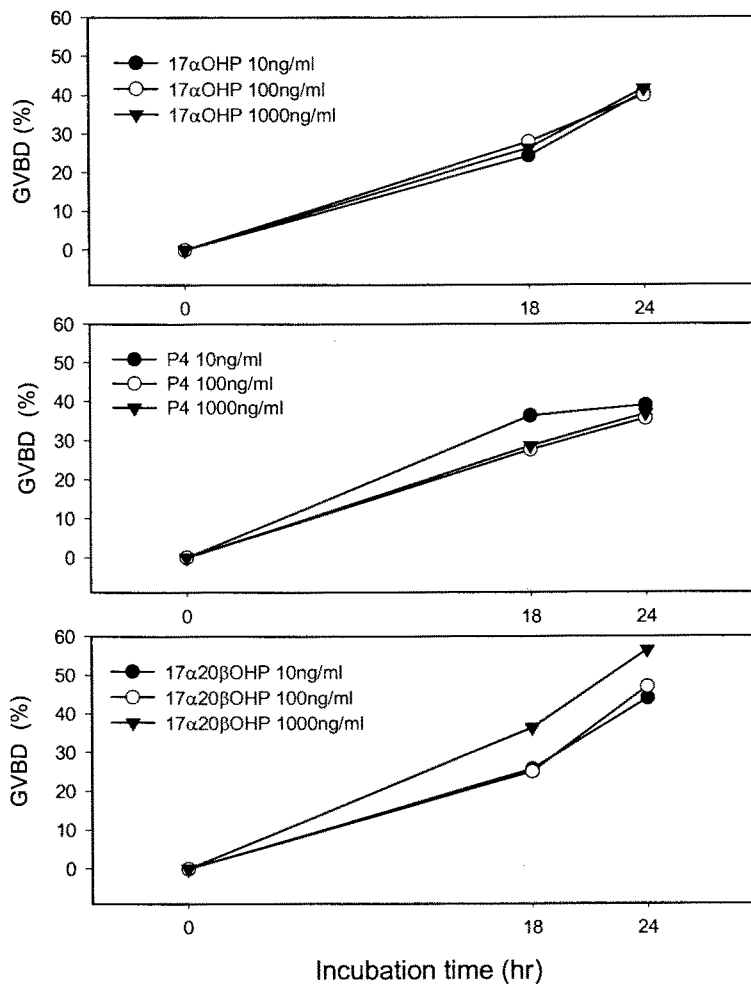 60
50
40
30
20
10
0
GVBD (%)
17αOHP 10ng/ml
17αOHP 100ng/ml
17αOHP 1000ng/ml
0 18 24
60
50
40
30
20
10
0
GVBD (%)
P4 10ng/ml
P4 100ng/ml
P4 1000ng/ml
0 18 24
60
50
40
30
20
10
0
GVBD (%)
17α20βOHP 10ng/ml
17α20βOHP 100ng/ml
17α20βOHP 1000ng/ml
0 18 24
Incubation time (hr)